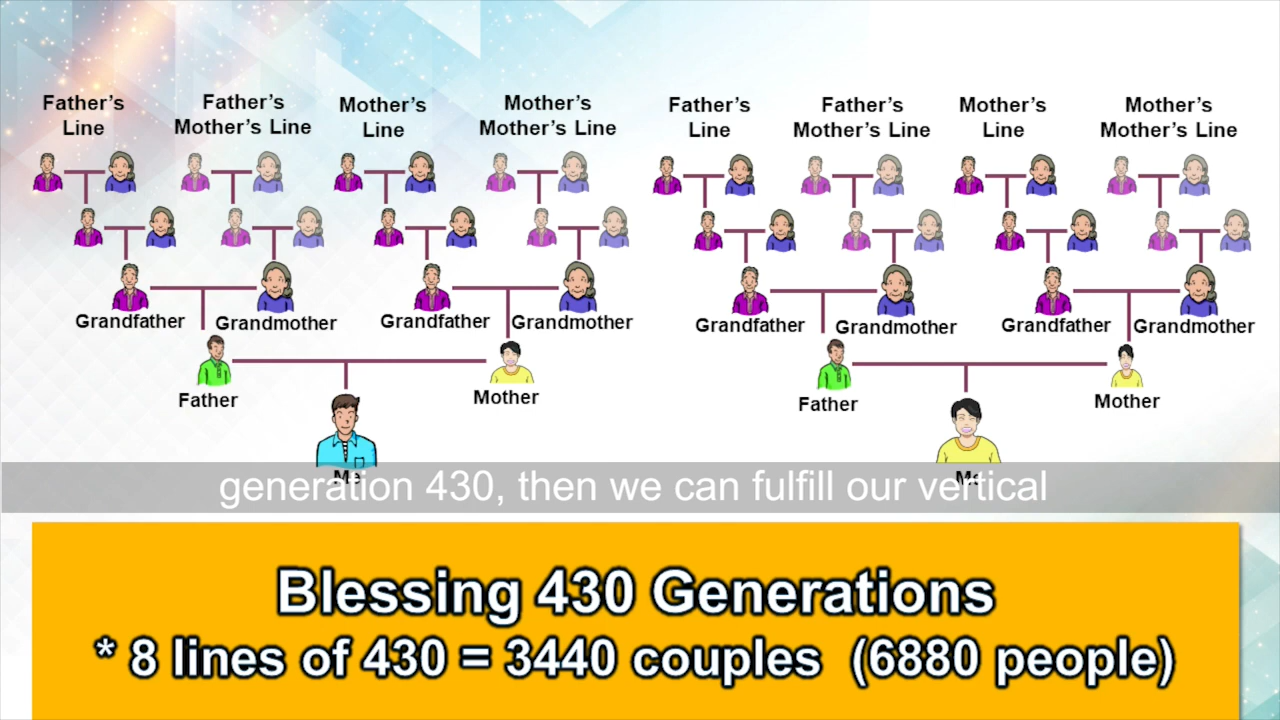 Father's
Line
Father's
Mother's Line
Mother's
Line
Mother's
Mother's Line
Father's
Line
Father's
Mother's Line
Mother's
Line
Mother's
Mother's Line
Grandfather
Grandmother
Grandfather
Grandmother
Grandfather
Grandmother
Grandfather
Grandmother
Father
Mother
Father
Mother
Me
Me
generation 430, then we can fulfill our vertical
Blessing 430 Generations
* 8 lines of 430 = 3440 couples (6880 people)